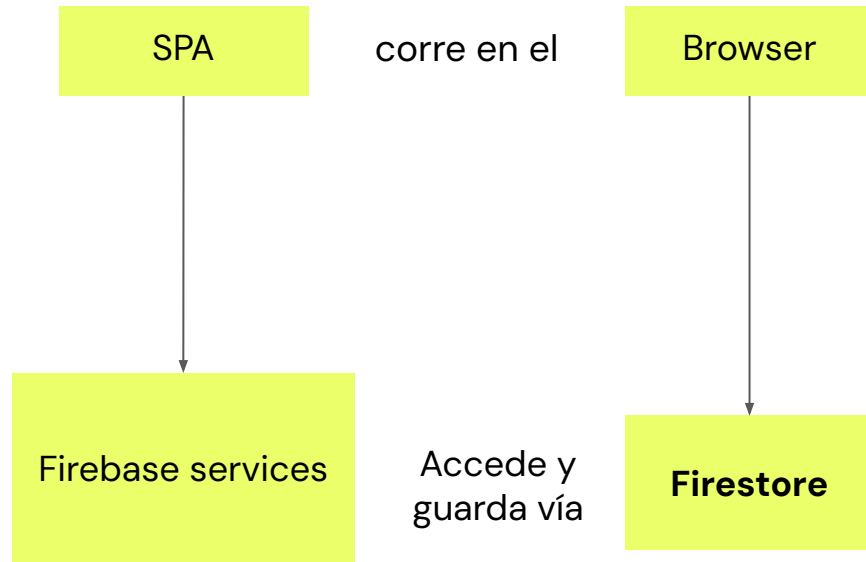 SPA
corre en el
Browser
Firebase services
Accede y
guarda vía
Firestore